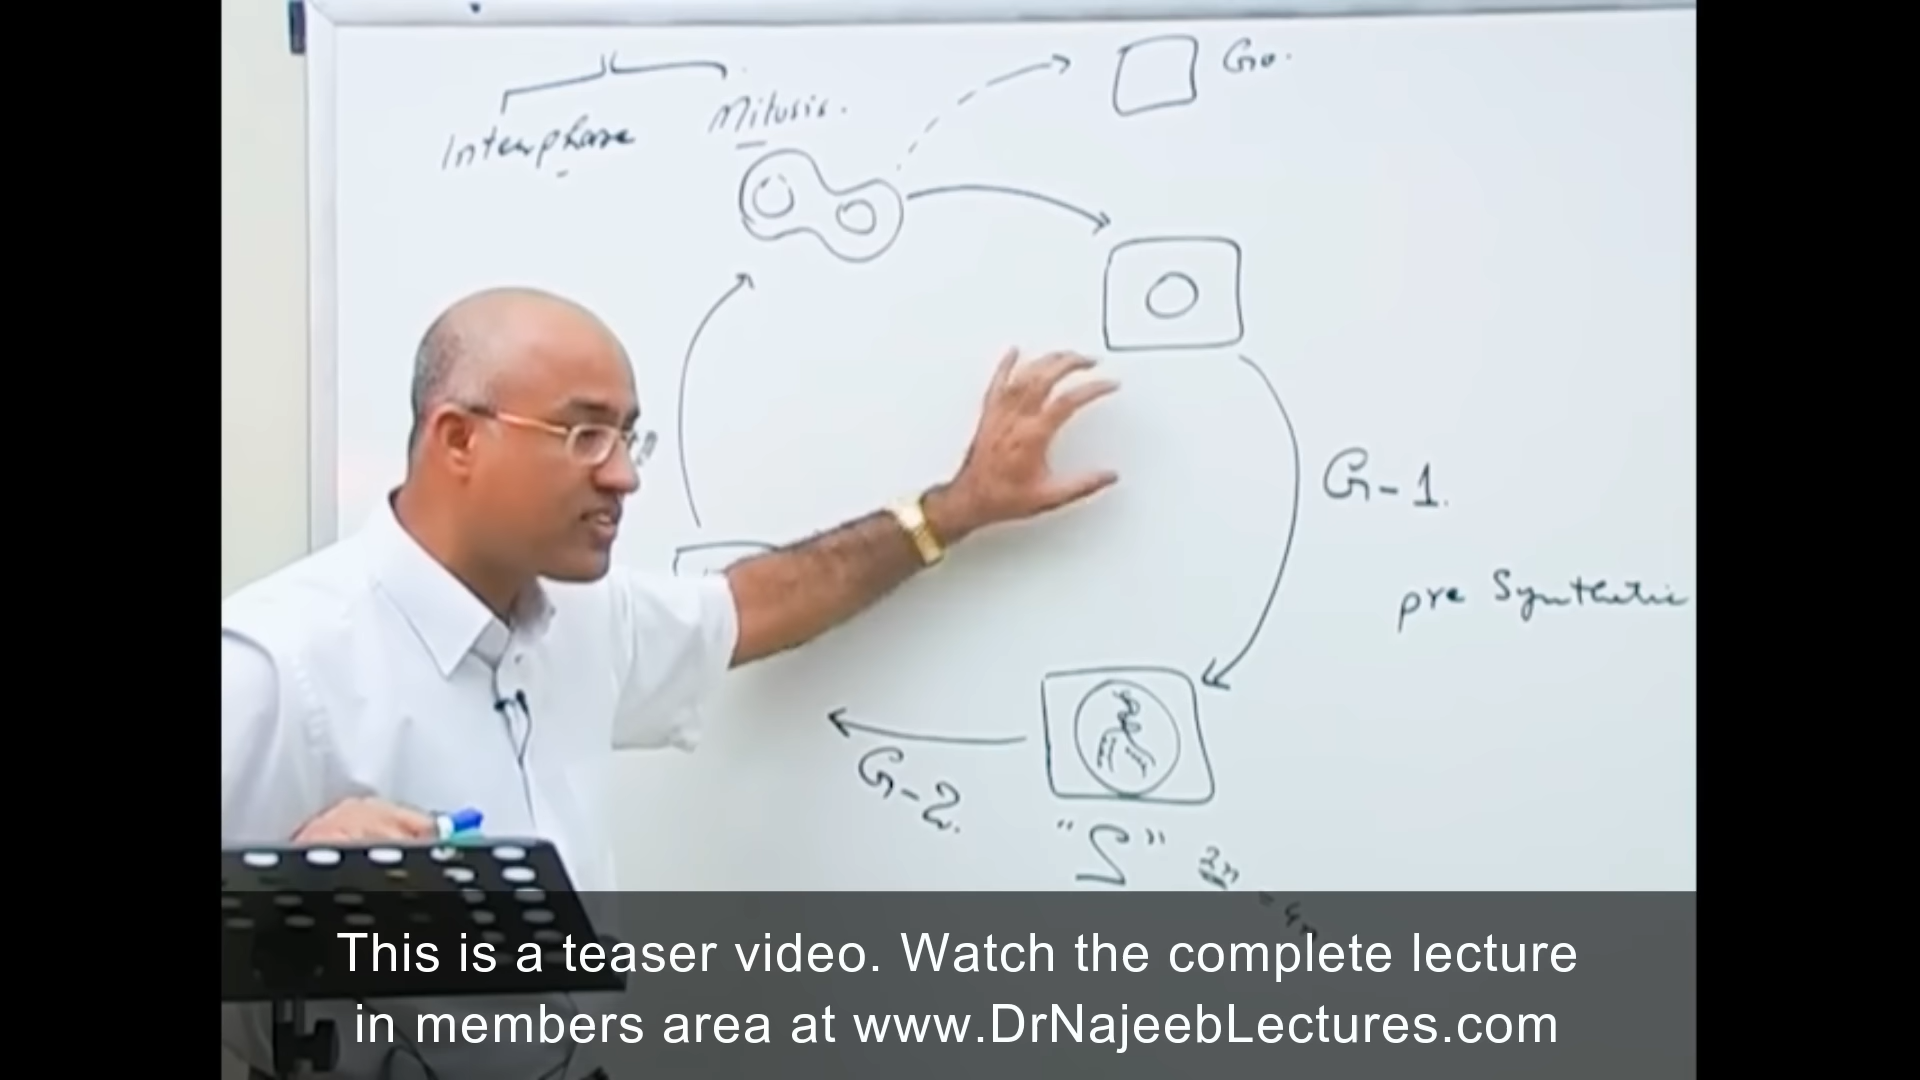 Interphase
Mitosis.
Go.
G-1.
pre Synthetic
G-2.
"S"
2n
This is a teaser video. Watch the complete lecture
in members area at www.DrNajeebLectures.com